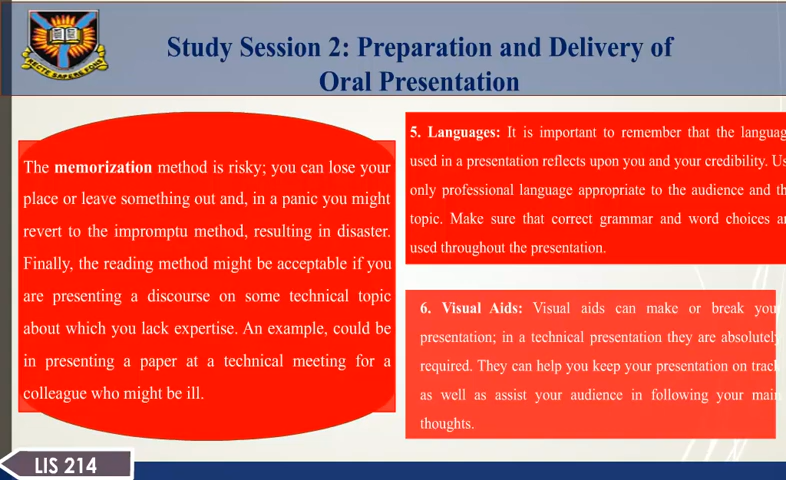 Study Session 2: Preparation and Delivery of
Oral Presentation
RECTE SAPERE FONS
The memorization method is risky; you can lose your
place or leave something out and, in a panic you might
revert to the impromptu method, resulting in disaster.
Finally, the reading method might be acceptable if you
are presenting a discourse on some technical topic
about which you lack expertise. An example, could be
in presenting a paper at a technical meeting for a
colleague who might be ill.
5. Languages: It is important to remember that the languag
used in a presentation reflects upon you and your credibility. Us
only professional language appropriate to the audience and th
topic. Make sure that correct grammar and word choices ar
used throughout the presentation.
6. Visual Aids: Visual aids can make or break you
presentation; in a technical presentation they are absolutely
required. They can help you keep your presentation on track
as well as assist your audience in following your main
thoughts.
LIS 214